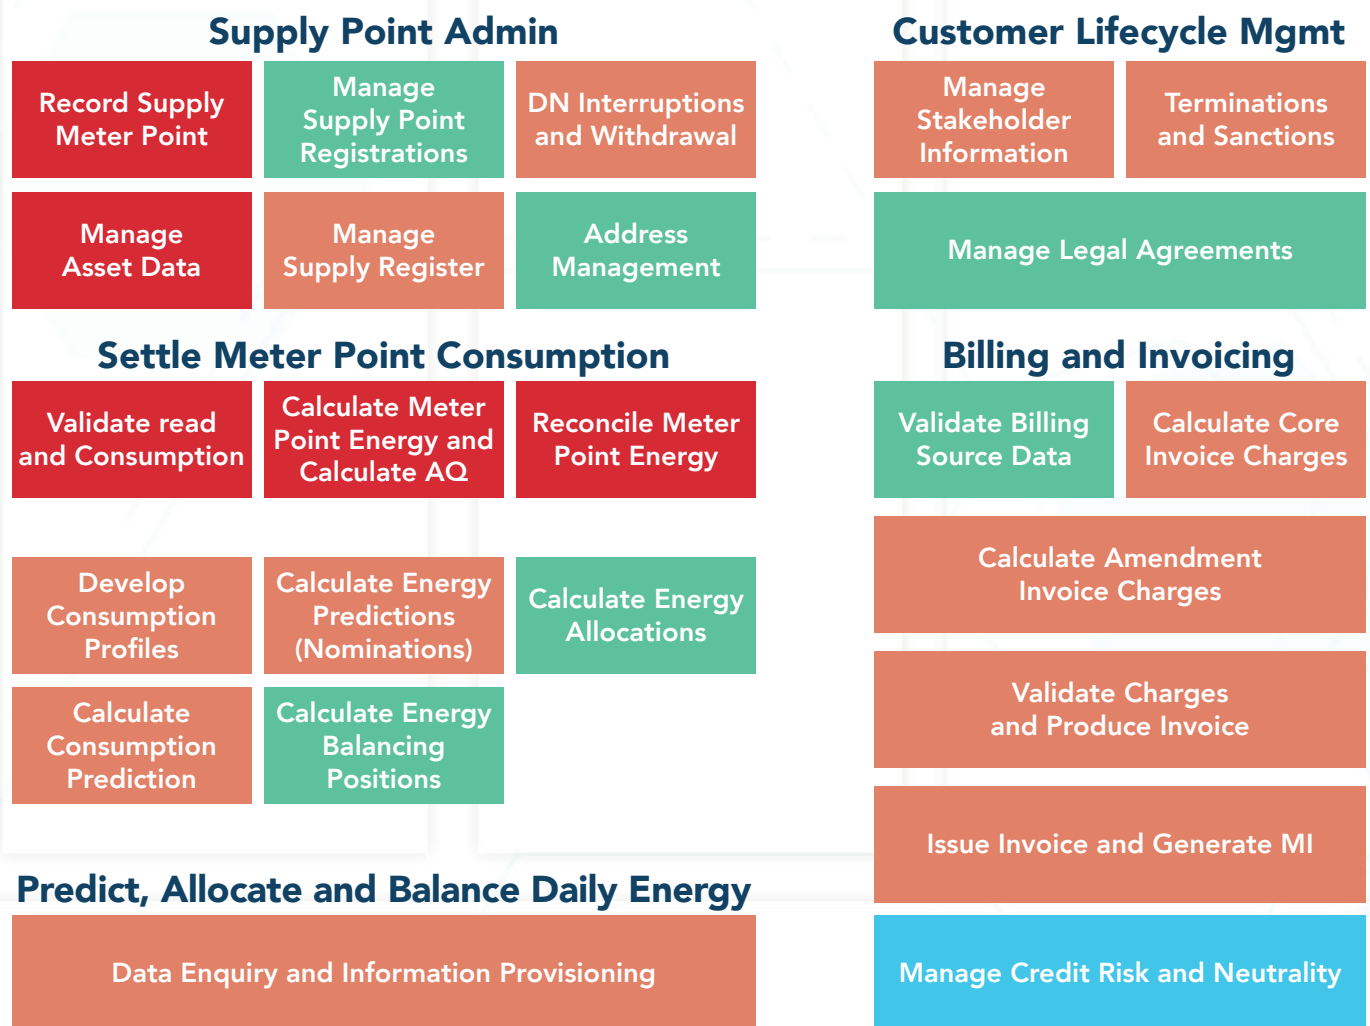 Supply Point Admin
Record Supply
Meter Point
Manage
Supply Point
Registrations
DN Interruptions
and Withdrawal
Manage
Asset Data
Manage
Supply Register
Address
Management
Settle Meter Point Consumption
Validate read
and Consumption
Calculate Meter
Point Energy and
Calculate AQ
Reconcile Meter
Point Energy
Develop
Consumption
Profiles
Calculate Energy
Predictions
(Nominations)
Calculate Energy
Allocations
Calculate
Consumption
Prediction
Calculate Energy
Balancing
Positions
Predict, Allocate and Balance Daily Energy
Data Enquiry and Information Provisioning
Customer Lifecycle Mgmt
Manage
Stakeholder
Information
Terminations
and Sanctions
Manage Legal Agreements
Billing and Invoicing
Validate Billing
Source Data
Calculate Core
Invoice Charges
Calculate Amendment
Invoice Charges
Validate Charges
and Produce Invoice
Issue Invoice and Generate MI
Manage Credit Risk and Neutrality